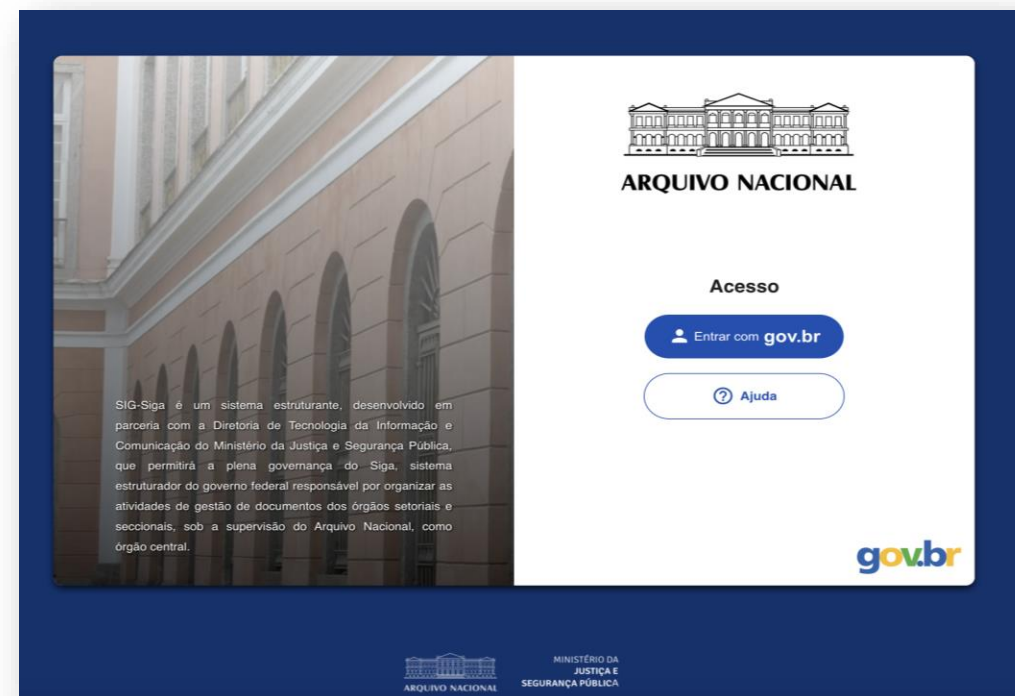 SIG-Siga é um sistema estruturante, desenvolvido em
parceria com a Diretoria de Tecnologia da Informação e
Comunicação do Ministério da Justiça e Segurança Pública,
que permitirá a plena governança do Siga, sistema
estruturador do governo federal responsável por organizar as
atividades de gestão de documentos dos órgãos setoriais e
seccionais, sob a supervisão do Arquivo Nacional, como
órgão central.
ARQUIVO NACIONAL
Acesso
Entrar com gov.br
Ajuda
gov.br
ARQUIVO NACIONAL
MINISTÉRIO DA
JUSTIÇA E
SEGURANÇA PÚBLICA